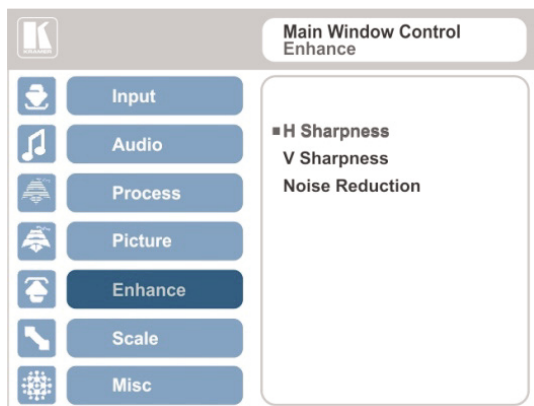 Main Window Control
Enhance
Input
Audio
Process
Picture
Enhance
Scale
Misc
H Sharpness
V Sharpness
Noise Reduction